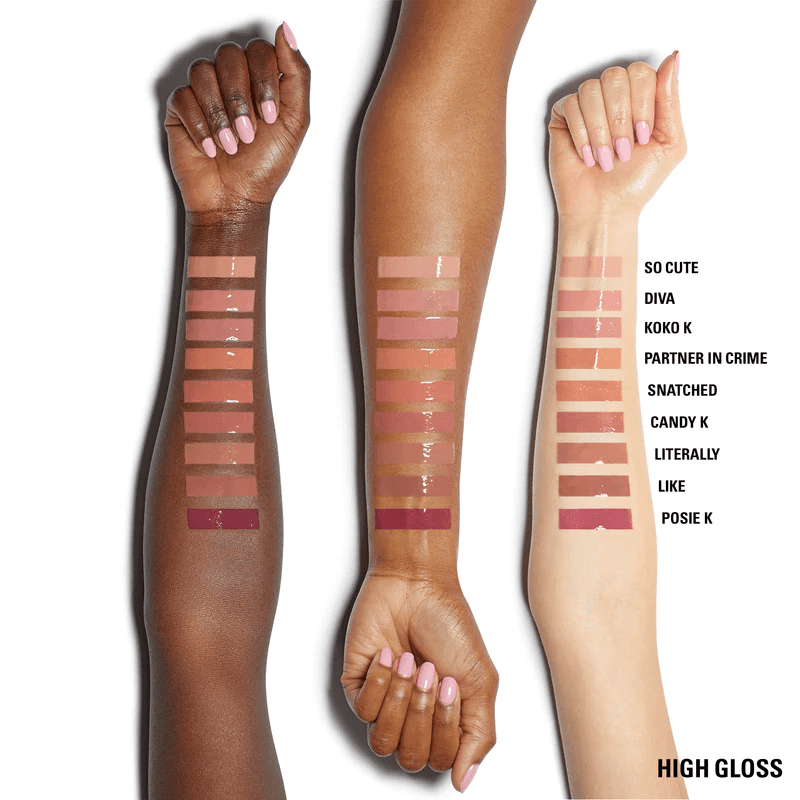 SO CUTE
DIVA
KOKO K
PARTNER IN CRIME
SNATCHED
CANDY K
LITERALLY
LIKE
POSIE K
HIGH GLOSS